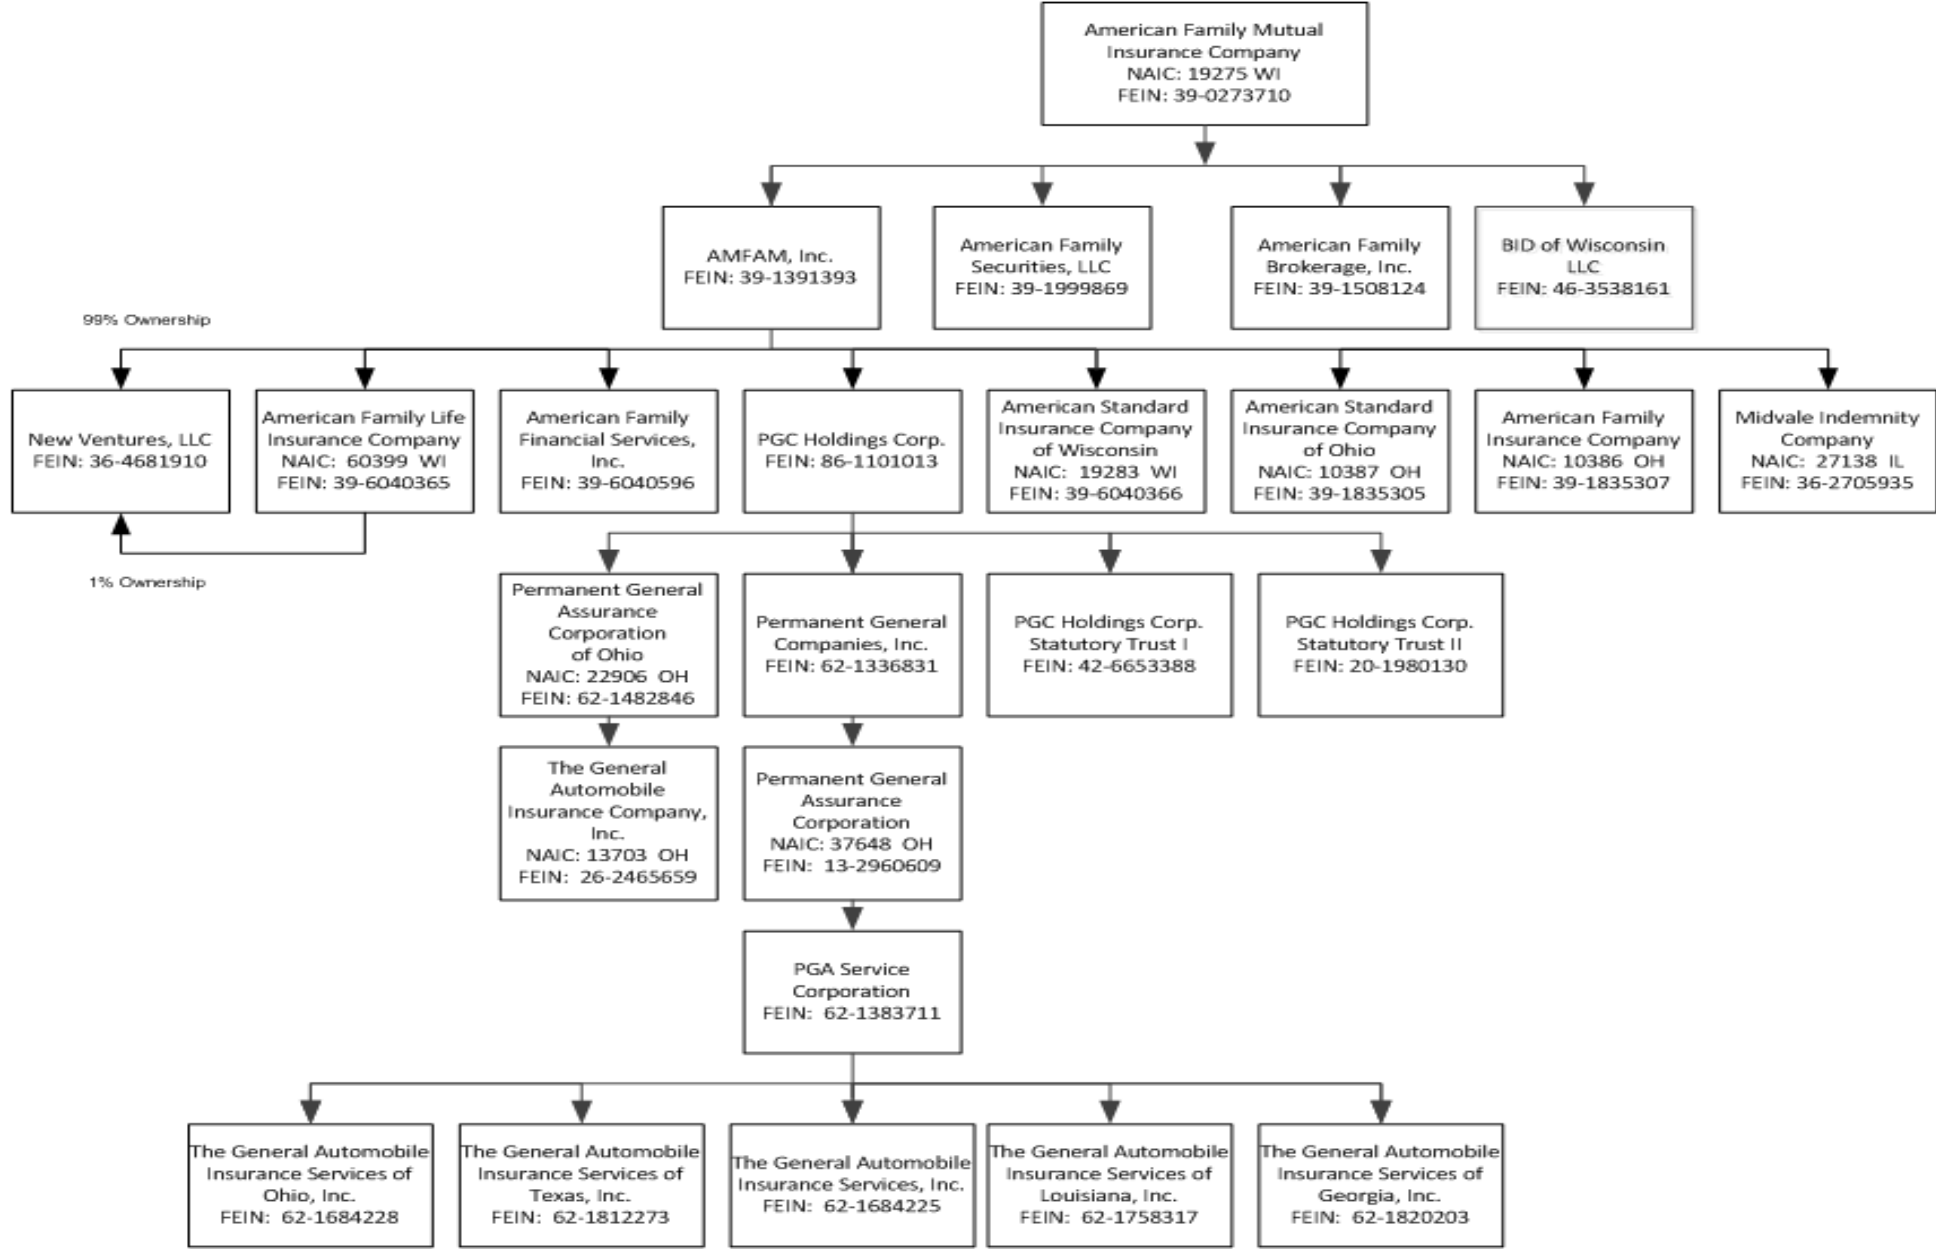 American Family Mutual
Insurance Company
NAIC: 19275 WI
FEIN: 39-0273710
AMFAM, Inc.
FEIN: 39-1391393
American Family
Securities, LLC
FEIN: 39-1999869
American Family
Brokerage, Inc.
FEIN: 39-1508124
BID of Wisconsin
LLC
FEIN: 46-3538161
99% Ownership
New Ventures, LLC
FEIN: 36-4681910
American Family Life
Insurance Company
NAIC: 60399 WI
FEIN: 39-6040365
American Family
Financial Services,
Inc.
FEIN: 39-6040596
PGC Holdings Corp.
FEIN: 86-1101013
American Standard
Insurance Company
of Wisconsin
NAIC: 19283 WI
FEIN: 39-6040366
American Standard
Insurance Company
of Ohio
NAIC: 10387 OH
FEIN: 39-1835305
American Family
Insurance Company
NAIC: 10386 OH
FEIN: 39-1835307
Midvale Indemnity
Company
NAIC: 27138 IL
FEIN: 36-2705935
1% Ownership
Permanent General
Assurance
Corporation
of Ohio
NAIC: 22906 OH
FEIN: 62-1482846
Permanent General
Companies, Inc.
FEIN: 62-1336831
PGC Holdings Corp.
Statutory Trust I
FEIN: 42-6653388
PGC Holdings Corp.
Statutory Trust II
FEIN: 20-1980130
The General
Automobile
Insurance Company,
Inc.
NAIC: 13703 OH
FEIN: 26-2465659
Permanent General
Assurance
Corporation
NAIC: 37648 OH
FEIN: 13-2960609
PGA Service
Corporation
FEIN: 62-1383711
The General Automobile
Insurance Services of
Ohio, Inc.
FEIN: 62-1684228
The General Automobile
Insurance Services of
Texas, Inc.
FEIN: 62-1812273
The General Automobile
Insurance Services, Inc.
FEIN: 62-1684225
The General Automobile
Insurance Services of
Louisiana, Inc.
FEIN: 62-1758317
The General Automobile
Insurance Services of
Georgia, Inc.
FEIN: 62-1820203